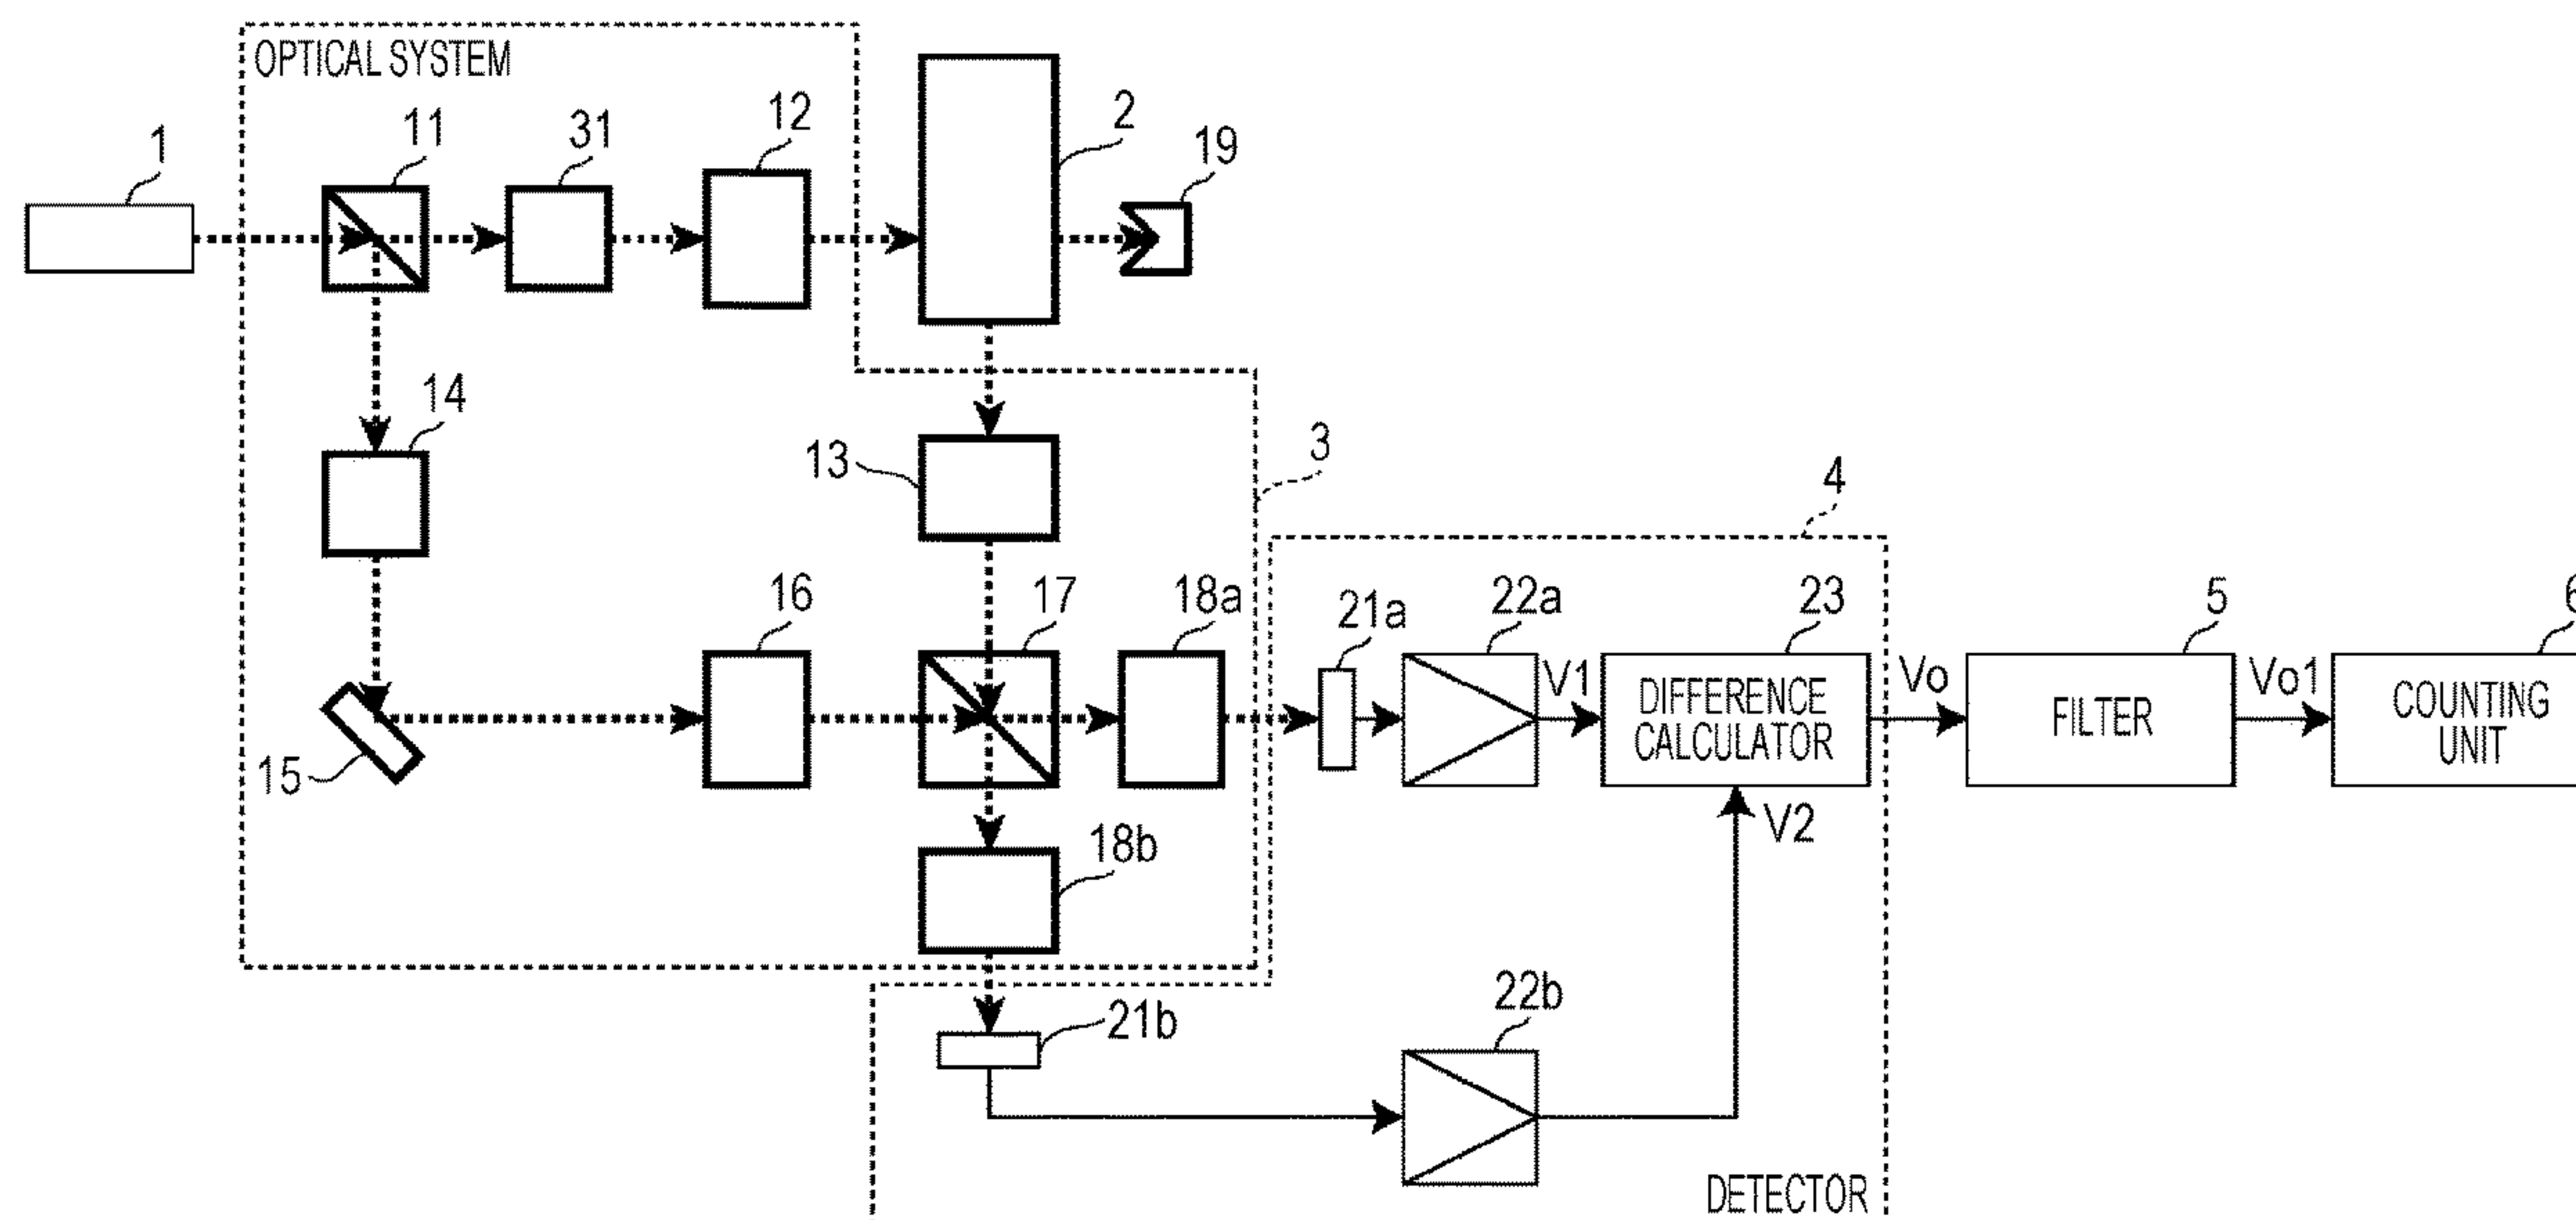 OPTICAL SYSTEM
1
11
31
12
2
19
14
13
3
4
15
16
17
18a
21a
22a
V1
23
DIFFERENCE
CALCULATOR
Vo
5
FILTER
Vo1
6
COUNTING
UNIT
V2
18b
21b
22b
DETECTOR